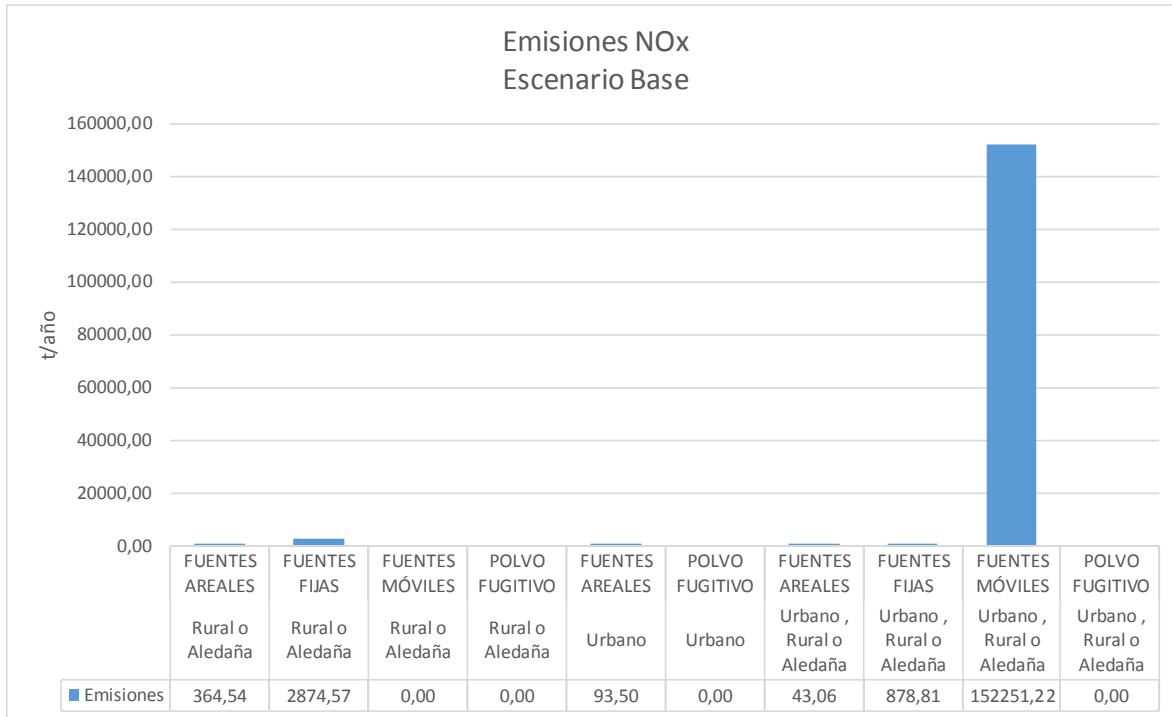 Emisiones NOx
Escenario Base
160000,00
140000,00
120000,00
100000,00
80000,00
60000,00
40000,00
20000,00
0,00
t/año
FUENTES AREALES FUENTES FIJAS FUENTES MÓVILES POLVO FUGITIVO FUENTES AREALES POLVO FUGITIVO FUENTES AREALES FUENTES FIJAS FUENTES MÓVILES POLVO FUGITIVO
Rural o Aledaña Rural o Aledaña Rural o Aledaña Rural o Aledaña Urbano Urbano Urbano , Rural o Aledaña Urbano , Rural o Aledaña Urbano , Rural o Aledaña Urbano , Rural o Aledaña
Emisiones 364,54 2874,57 0,00 0,00 93,50 0,00 43,06 878,81 152251,22 0,00